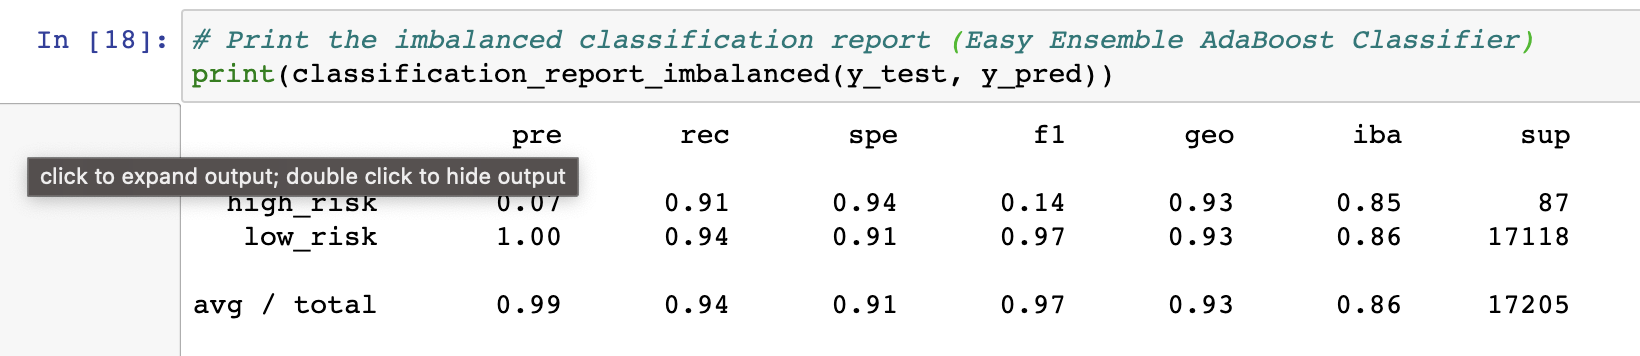 In [18]: # Print the imbalanced classification report (Easy Ensemble AdaBoost Classifier)
print(classification_report_imbalanced(y_test, y_pred))
pre rec spe f1 geo iba sup
click to expand output; double click to hide output
high_risk 0.07 0.91 0.94 0.14 0.93 0.85 87
low_risk 1.00 0.94 0.91 0.97 0.93 0.86 17118
avg / total 0.99 0.94 0.91 0.97 0.93 0.86 17205